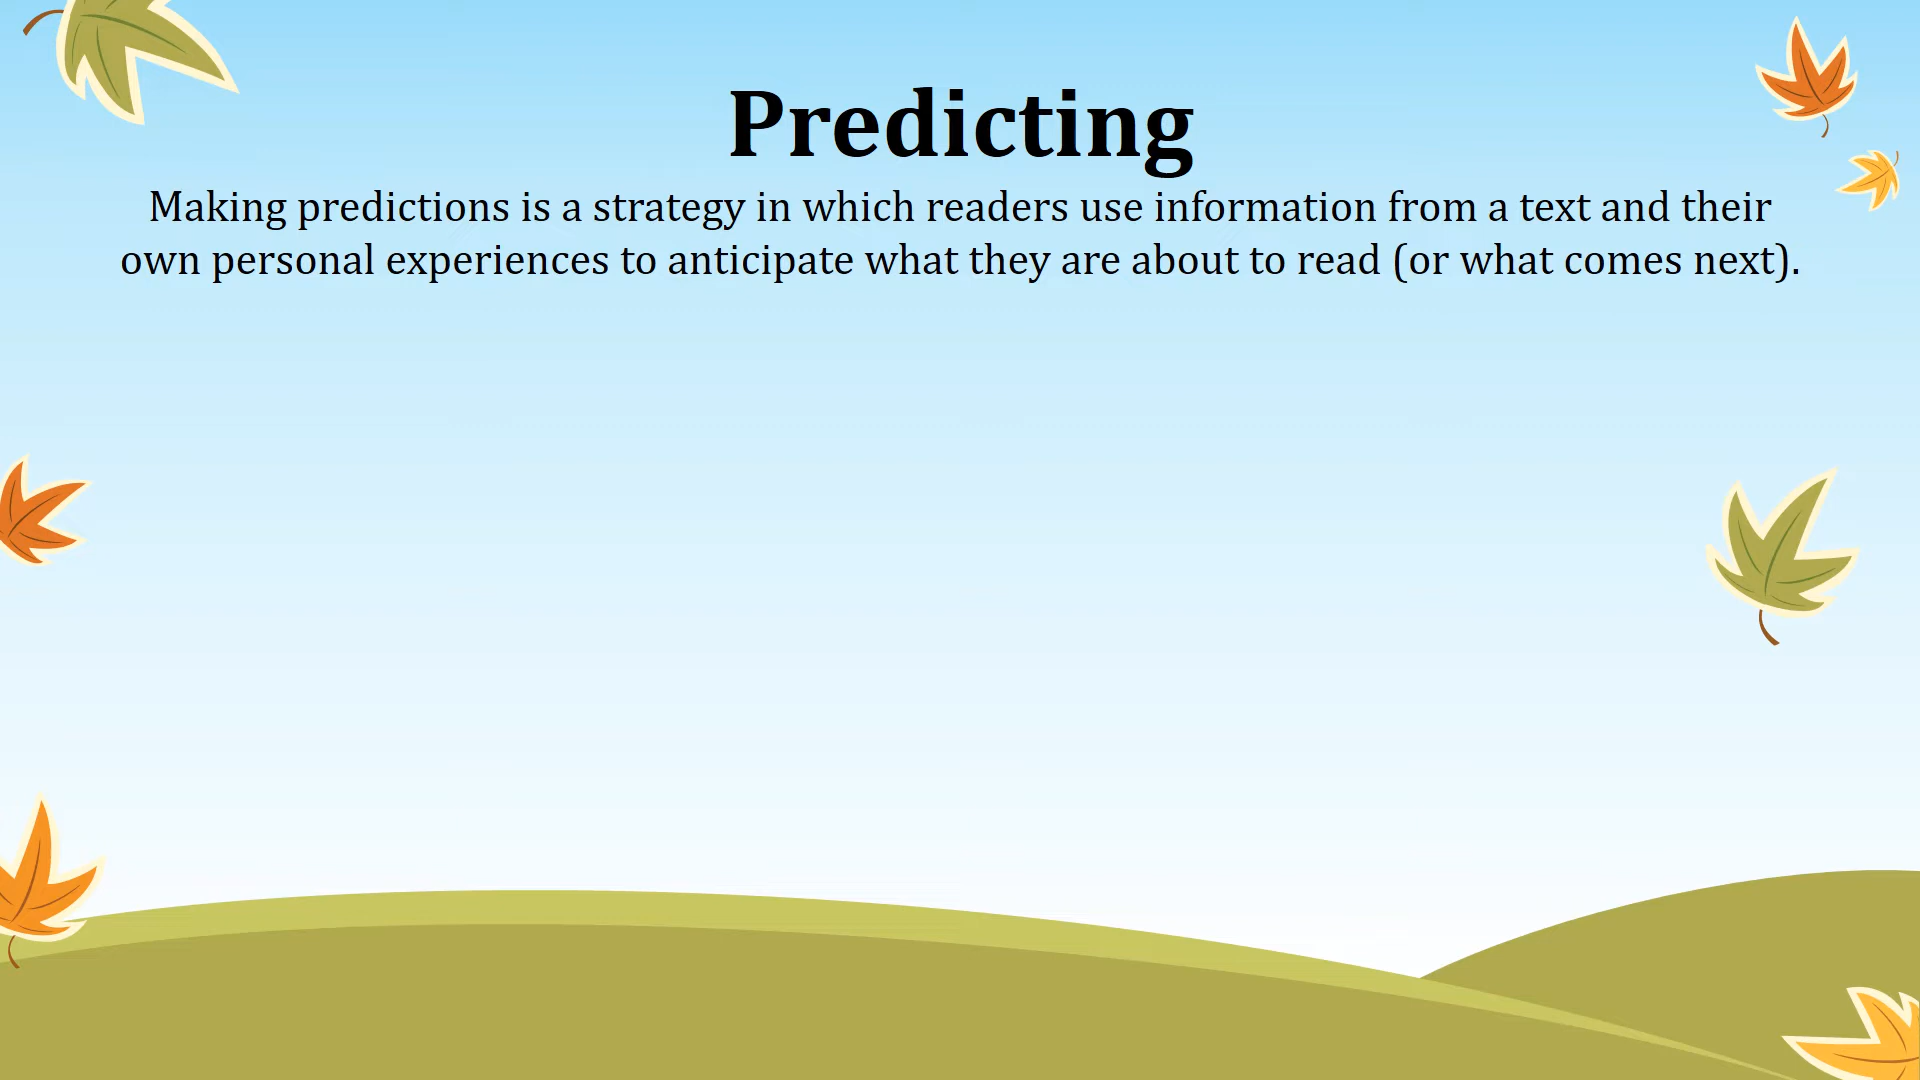 Predicting
Making predictions is a strategy in which readers use information from a text and their
own personal experiences to anticipate what they are about to read (or what comes next).